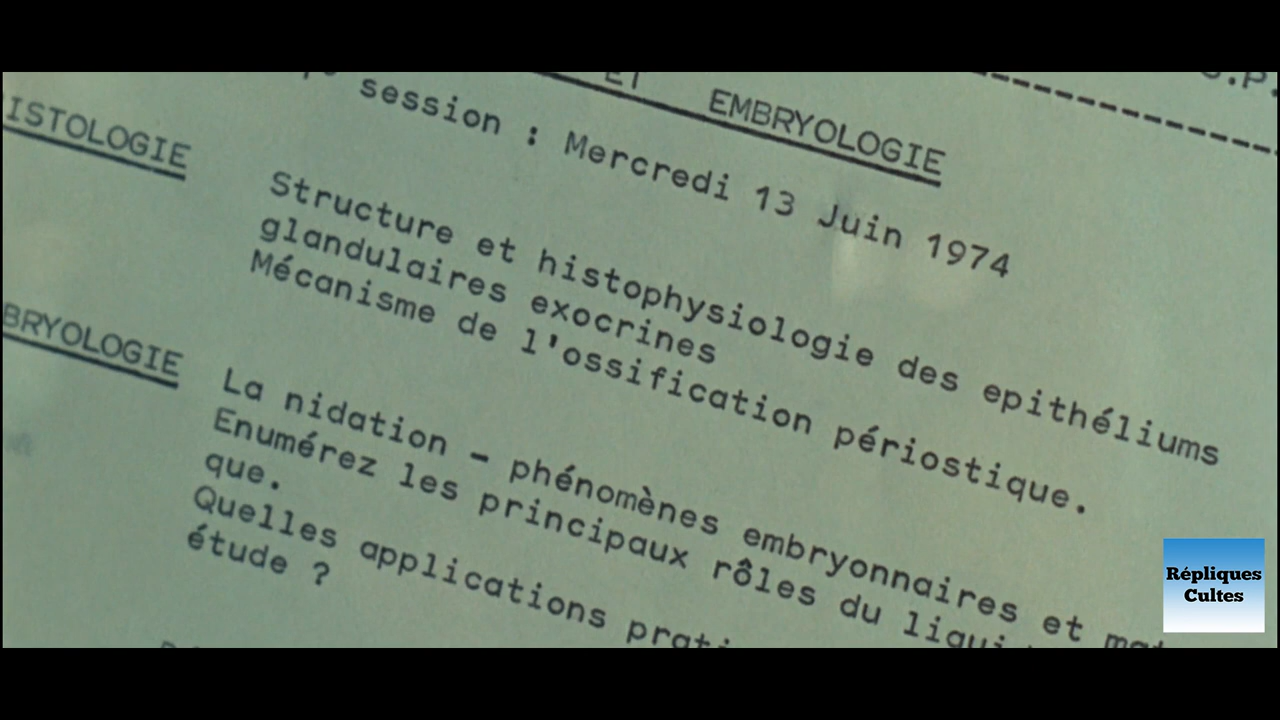 ET EMBRYOLOGIE
session : Mercredi 13 Juin 1974
ISTOLOGIE
Structure et histophysiologie des epithéliums
glandulaires exocrines
Mécanisme de l'ossification périostique.
BRYOLOGIE
La nidation - phénomènes embryonnaires et
Enumérez les principaux rôles du
que.
Quelles applications
étude ?
Répliques
Cultes